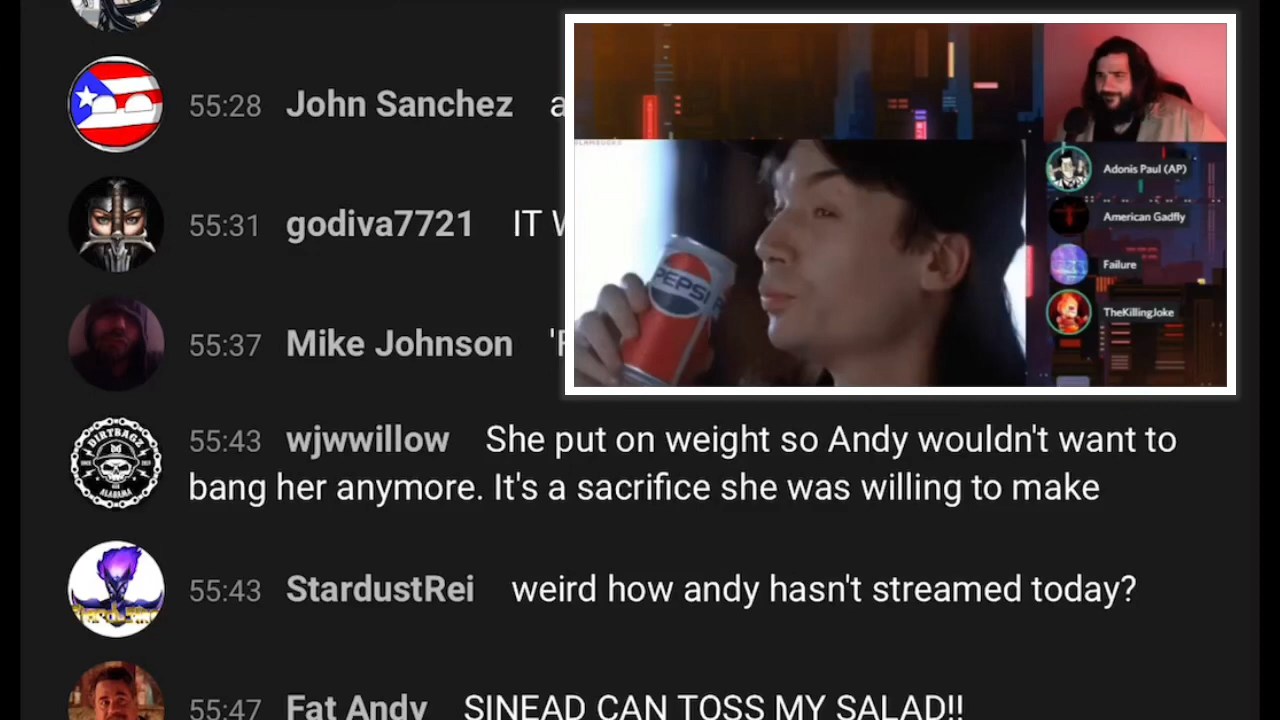 55:28 John Sanchez a
55:31 godiva7721 IT W
55:37 Mike Johnson
55:43 wjwwillow She put on weight so Andy wouldn't want to
bang her anymore. It's a sacrifice she was willing to make
55:43 StardustRei weird how andy hasn't streamed today?
55:47 Fat Andy SINEAD CAN TOSS MY SALAD!!
PEPSI
Adonis Paul (AP)
American Gadfly
Failure
TheKillingJoke
DIRTBAGZ
ALABAMA